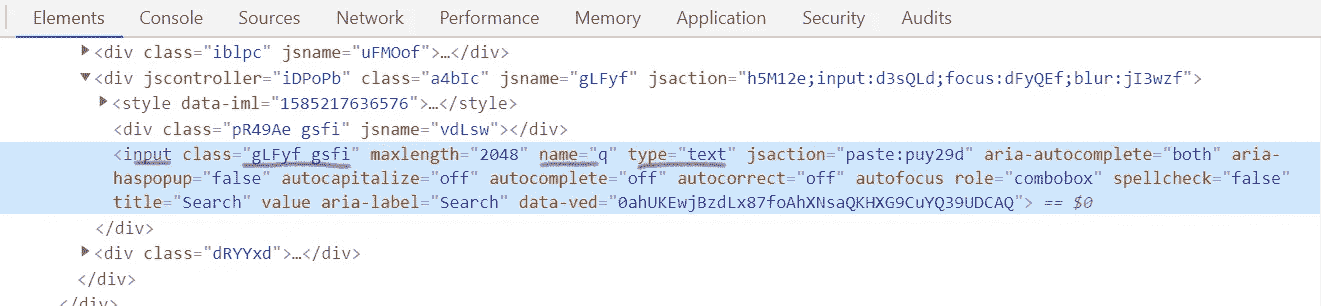 Elements Console Sources Network Performance Memory Application Security Audits
▶<div class="iblpc" jsname="uFMOof">…</div>
▼<div jscontroller="iDPoPb" class="a4bIc" jsname="gLFyf" jsaction="h5M12e;input:d3sQLd;focus:dFyQEf;blur:jI3wzf">
▶<style data-iml="1585217636576">…</style>
<div class="pR49Ae gsfi" jsname="vdLsw"></div>
<input class="gLFyf gsfi" maxlength="2048" name="q" type="text" jsaction="paste:puy29d" aria-autocomplete="both" aria-
haspopup="false" autocapitalize="off" autocomplete="off" autocorrect="off" autofocus role="combobox" spellcheck="false"
title="Search" value aria-label="Search" data-ved="0ahUKEwjBzdLx87foAhXNsaQKHXG9CuYQ39UDCAQ"> == $0
</div>
▶<div class="dRYYxd">…</div>
</div>
</div>